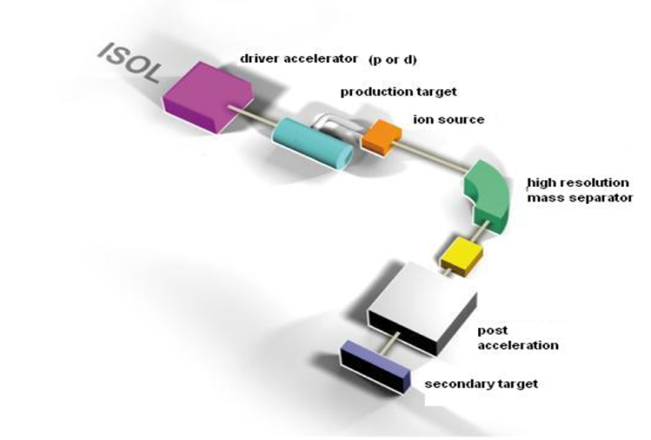 ISOL
driver accelerator (p or d)
production target
ion source
high resolution
mass separator
post
acceleration
secondary target